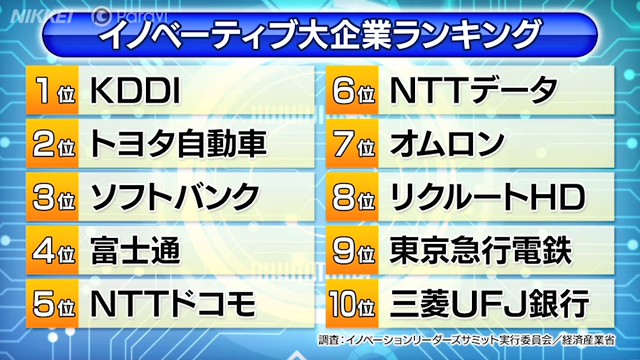 NIKKEI Paravi
イノベーティブ大企業ランキング
1位 KDDI
2位 トヨタ自動車
3位 ソフトバンク
4位 富士通
5位 NTTドコモ
6位 NTTデータ
7位 オムロン
8位 リクルートHD
9位 東京急行電鉄
10位 三菱UFJ銀行
調査:イノベーションリーダーズサミット実行委員会/経済産業省